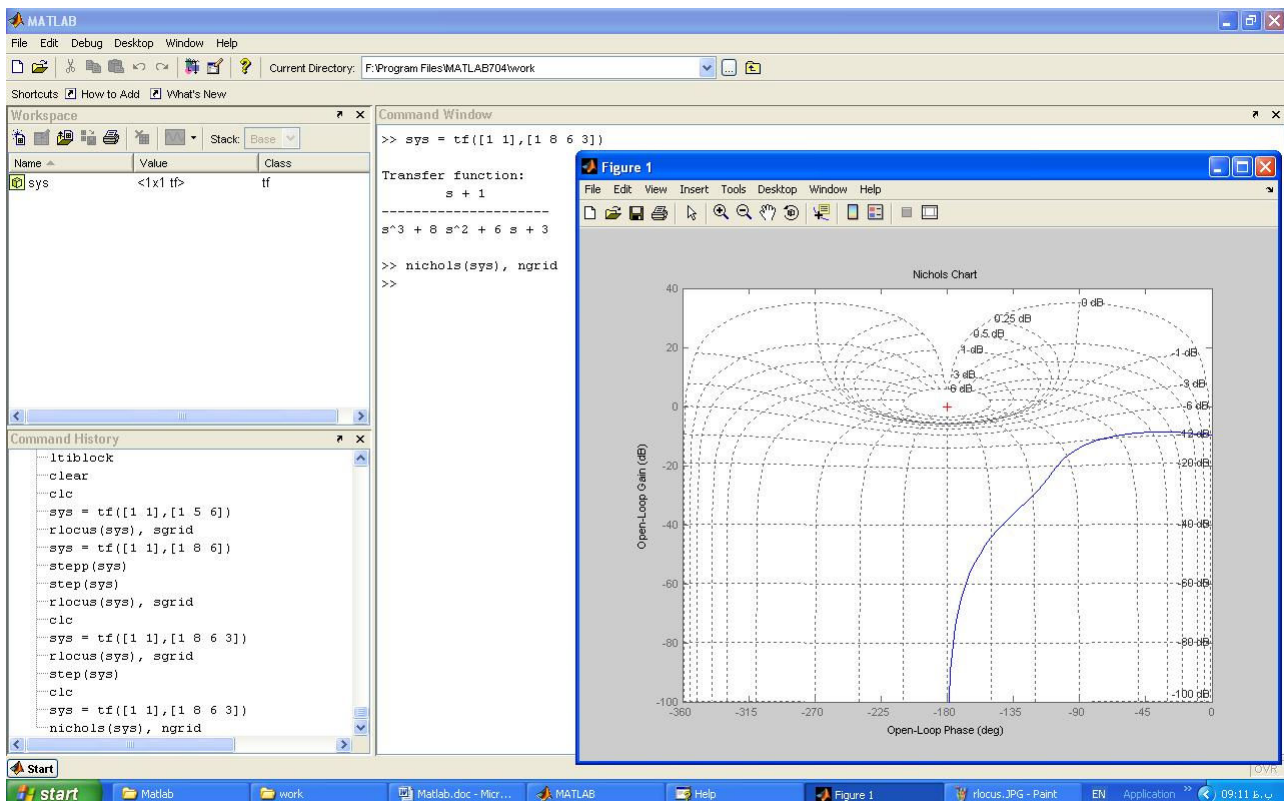 MATLAB
File Edit Debug Desktop Window Help
Current Directory: F:\Program Files\MATLAB704\work
Shortcuts How to Add What's New
Workspace
Stack: Base
Name Value Class
sys <1x1 tf> tf
Command History
ltiblock
clear
clc
sys = tf([1 1],[1 5 6])
rlocus(sys), sgrid
sys = tf([1 1],[1 8 6])
stepp(sys)
step(sys)
rlocus(sys), sgrid
clc
sys = tf([1 1],[1 8 6 3])
rlocus(sys), sgrid
step(sys)
clc
sys = tf([1 1],[1 8 6 3])
nichols(sys), ngrid
Command Window
>> sys = tf([1 1],[1 8 6 3])
Transfer function:
s + 1
---------------------
s^3 + 8 s^2 + 6 s + 3
>> nichols(sys), ngrid
>>
Figure 1
File Edit View Insert Tools Desktop Window Help
Nichols Chart
Open-Loop Gain (dB)
40
20
0
-20
-40
-60
-80
-100
0 dB
0.25 dB
0.5 dB
1 dB
3 dB
6 dB
-1 dB
-3 dB
-6 dB
-12 dB
-20 dB
-40 dB
-60 dB
-80 dB
-100 dB
-360 -315 -270 -225 -180 -135 -90 -45 0
Open-Loop Phase (deg)
Start
OVR
start Matlab work Matlab.doc - Micr... MATLAB Help Figure 1 rlocus.JPG - Paint EN Application » 09:11 ب.ظ